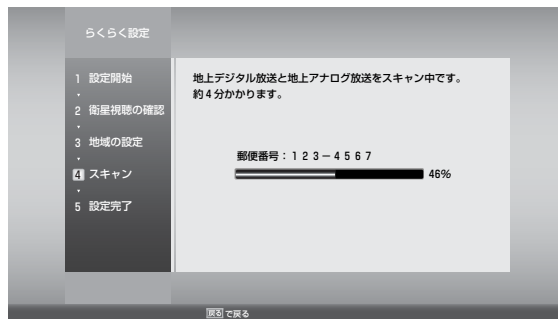 らくらく設定
1 設定開始
・
2 衛星視聴の確認
・
3 地域の設定
・
4 スキャン
・
5 設定完了
地上デジタル放送と地上アナログ放送をスキャン中です。
約4分かかります。
郵便番号：123－4567
46%
戻る で戻る